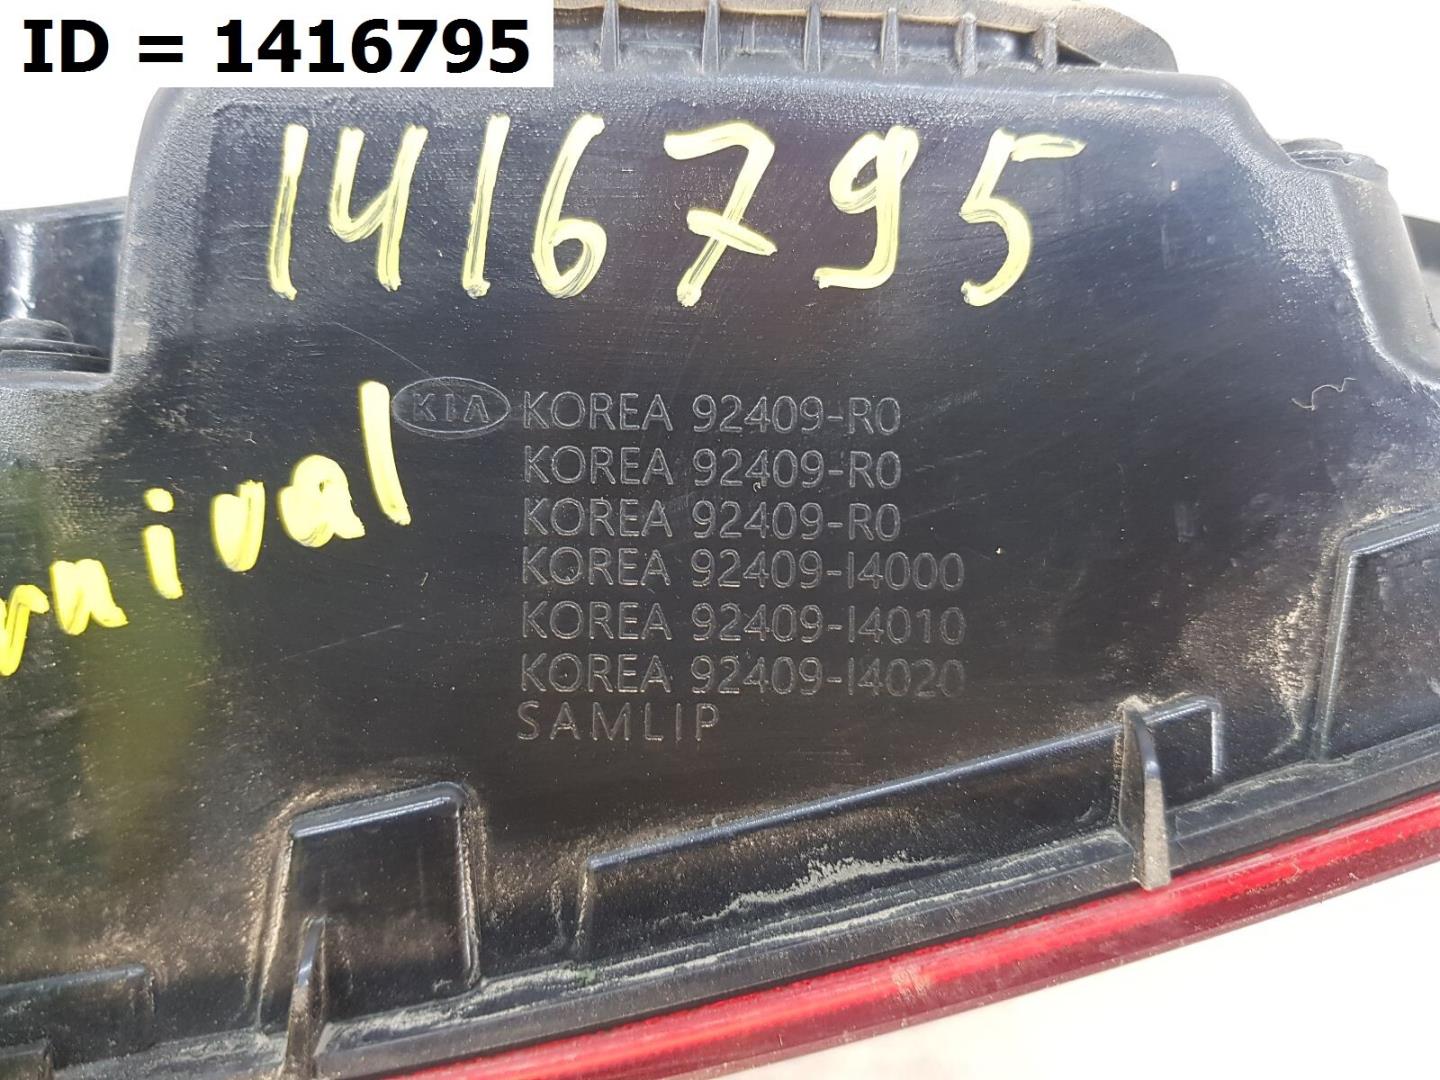 ID = 1416795
1416795
KIA KOREA 92409-R0
KOREA 92409-R0
KOREA 92409-R0
KOREA 92409-I4000
KOREA 92409-I4010
KOREA 92409-I4020
SAMLIP
rnival